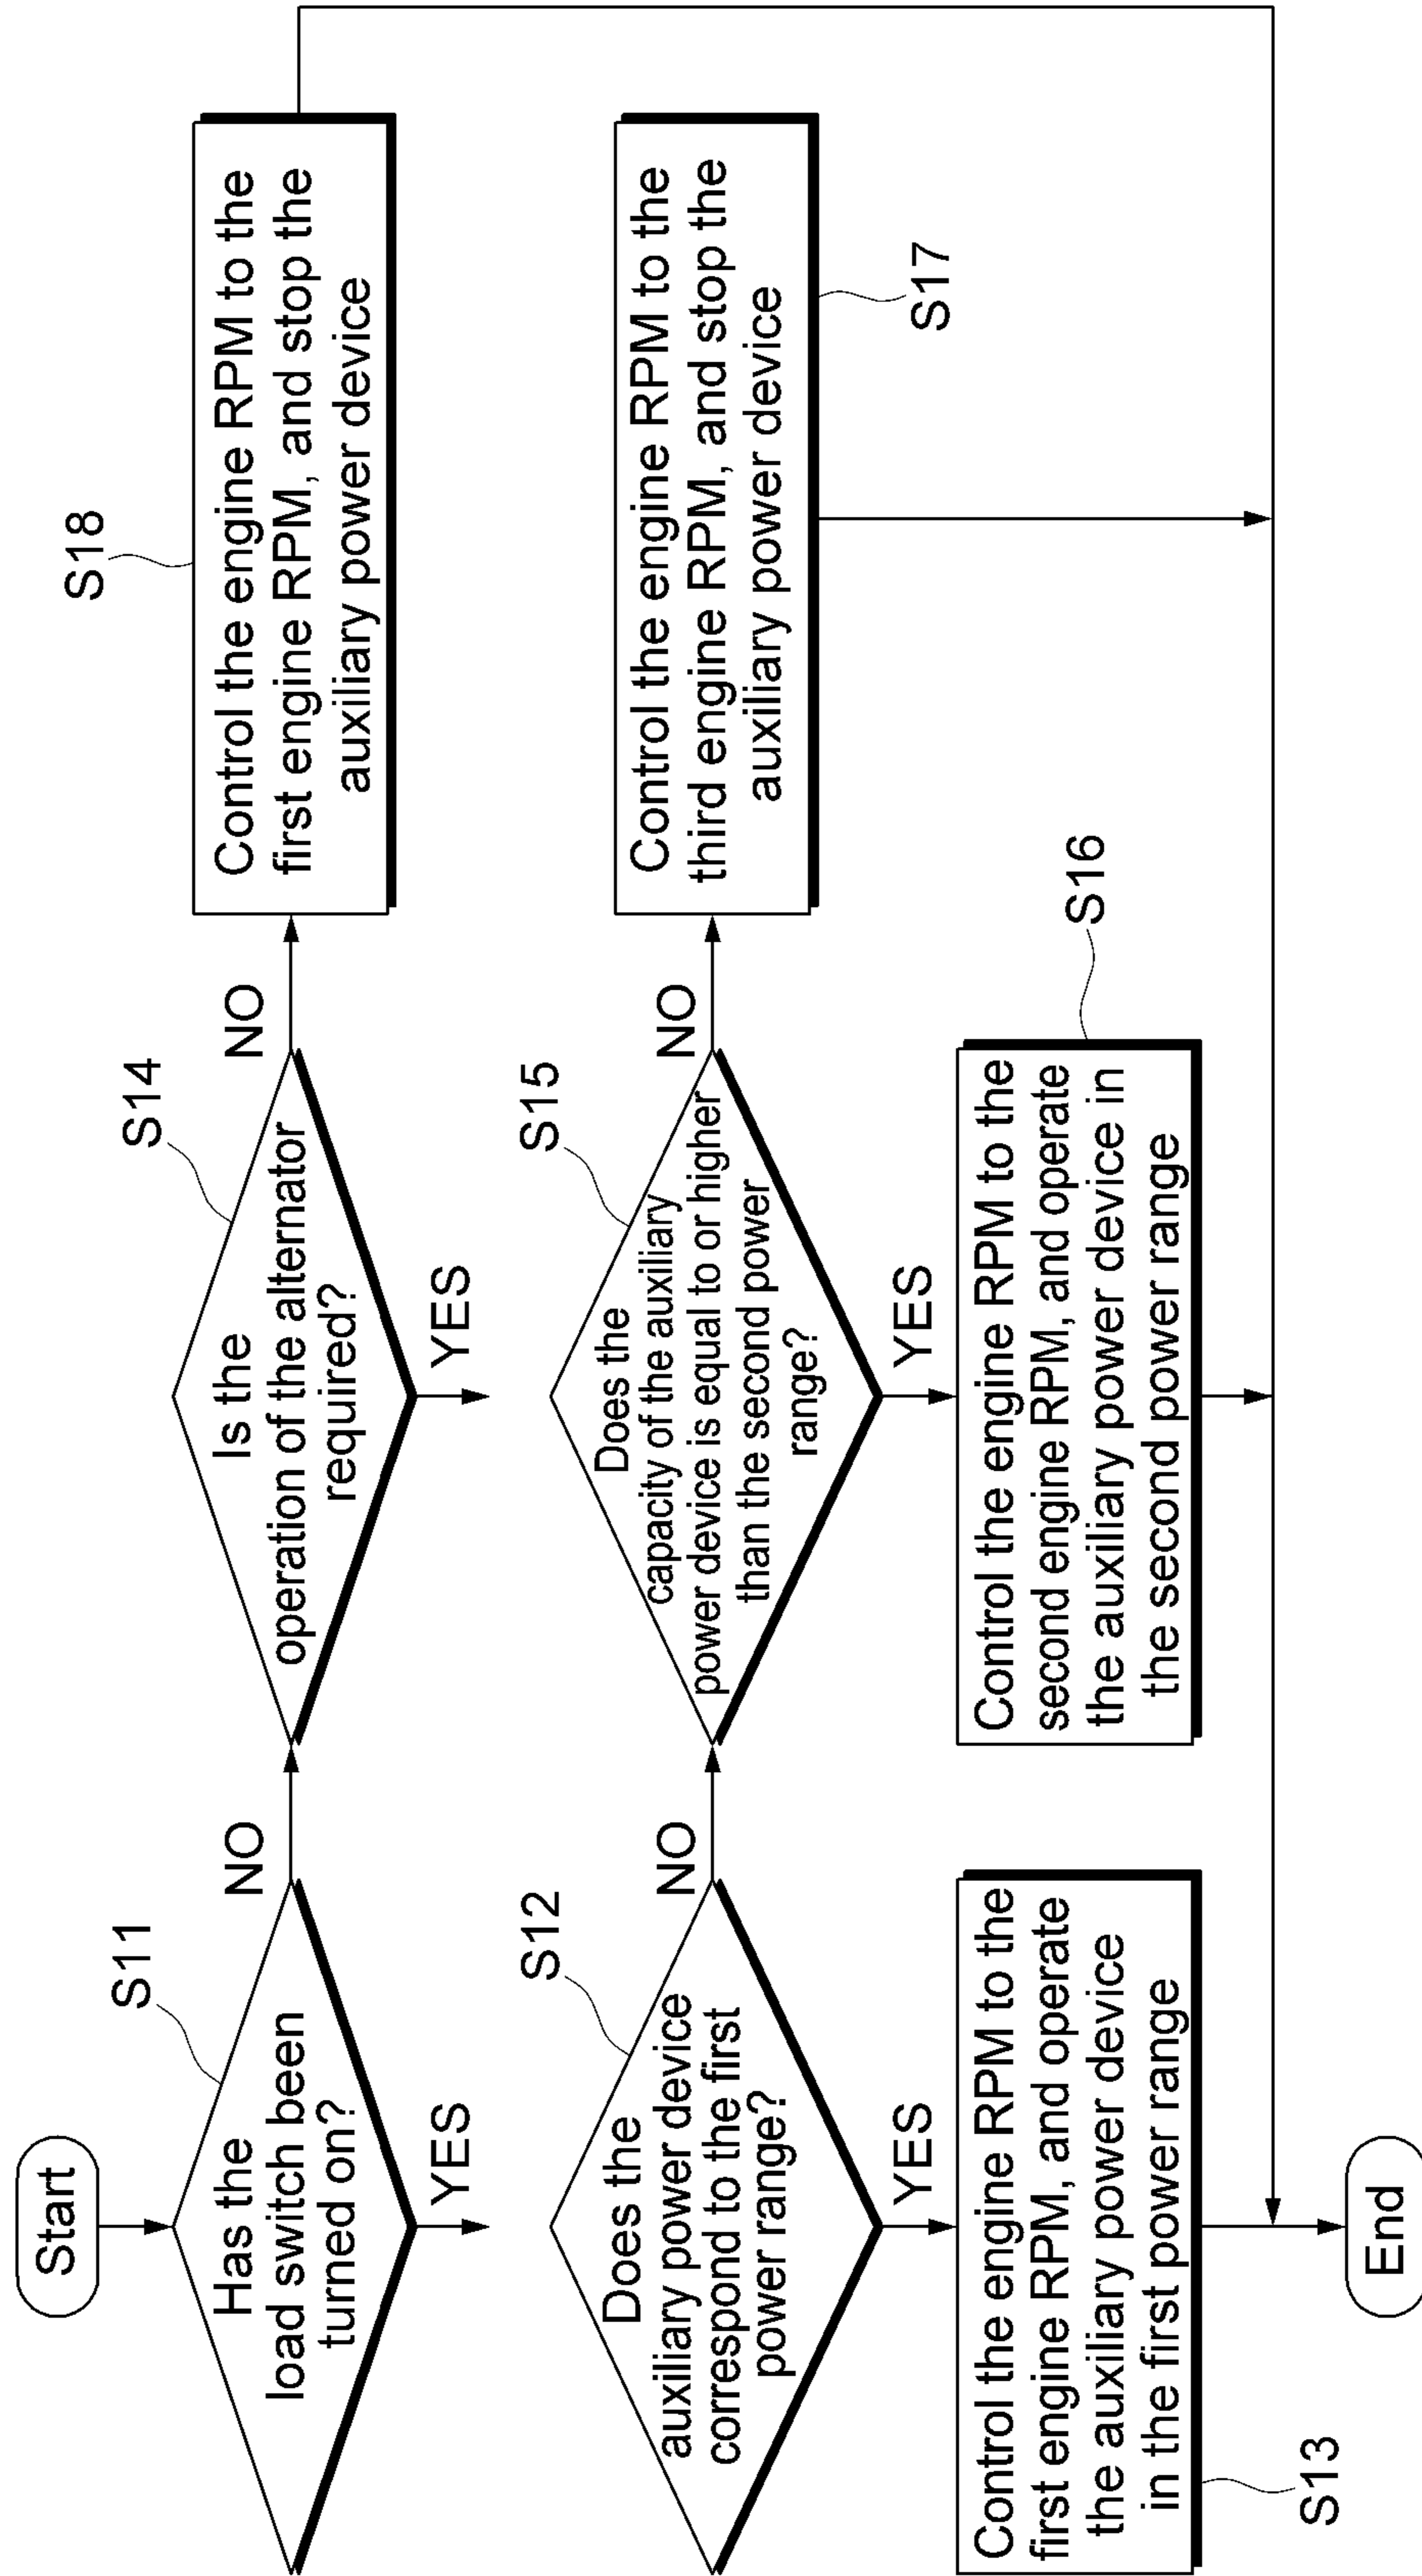 Start
S11
Has the
load switch been
turned on?
NO
YES
S14
Is the
operation of the alternator
required?
NO
YES
S18
Control the engine RPM to the
first engine RPM, and stop the
auxiliary power device
S12
Does the
auxiliary power device
correspond to the first
power range?
NO
YES
S15
Does the
capacity of the auxiliary
power device is equal to or higher
than the second power
range?
NO
YES
Control the engine RPM to the
third engine RPM, and stop the
auxiliary power device
S17
Control the engine RPM to the
first engine RPM, and operate
the auxiliary power device
in the first power range
S13
Control the engine RPM to the
second engine RPM, and operate
the auxiliary power device in
the second power range
S16
End